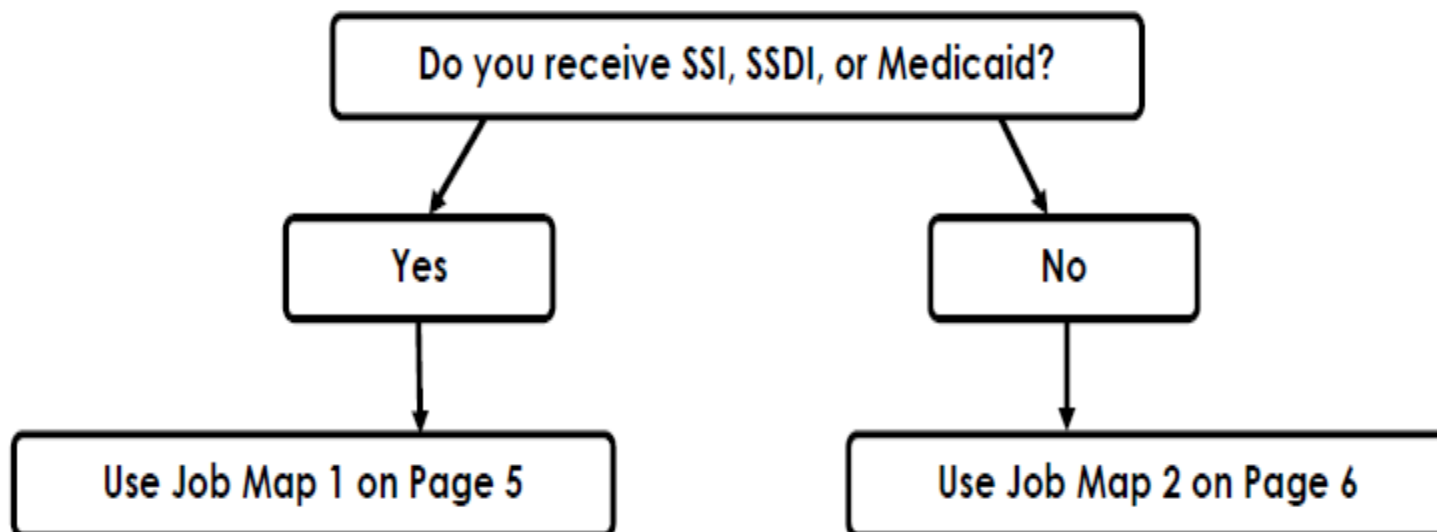 Do you receive SSI, SSDI, or Medicaid?
Yes
No
Use Job Map 1 on Page 5
Use Job Map 2 on Page 6